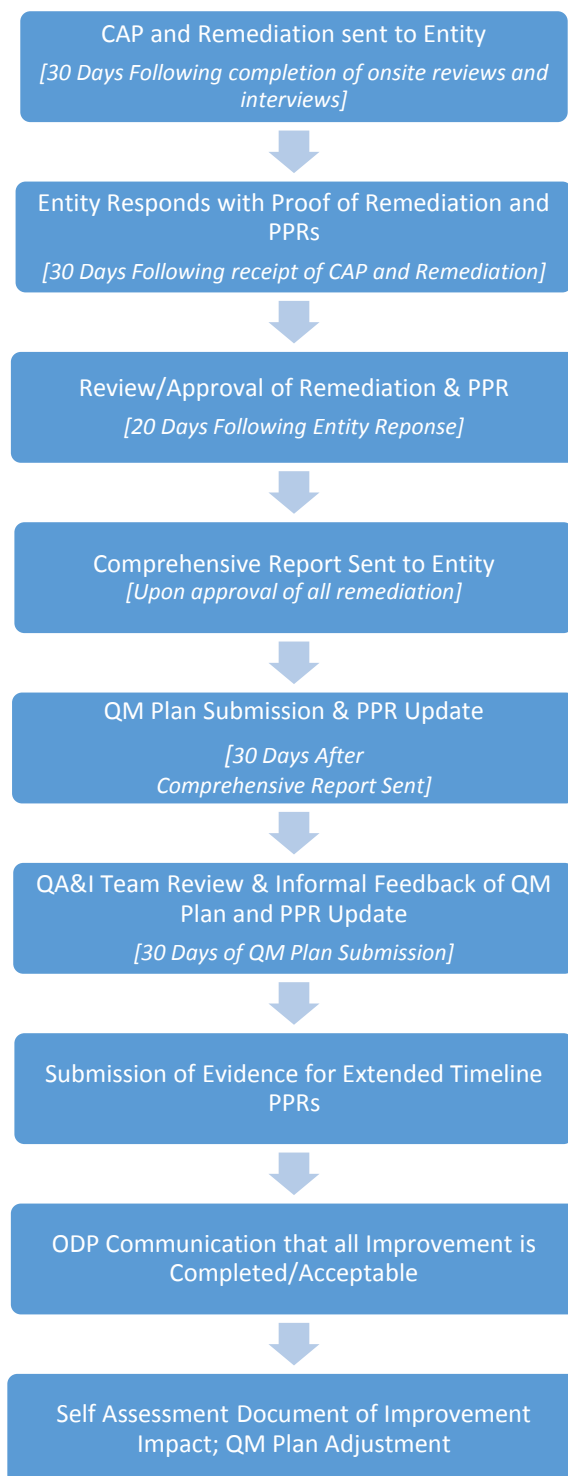 CAP and Remediation sent to Entity
[30 Days Following completion of onsite reviews and
interviews]
Entity Responds with Proof of Remediation and
PPRs
[30 Days Following receipt of CAP and Remediation]
Review/Approval of Remediation & PPR
[20 Days Following Entity Reponse]
Comprehensive Report Sent to Entity
[Upon approval of all remediation]
QM Plan Submission & PPR Update
[30 Days After
Comprehensive Report Sent]
QA&I Team Review & Informal Feedback of QM
Plan and PPR Update
[30 Days of QM Plan Submission]
Submission of Evidence for Extended Timeline
PPRs
ODP Communication that all Improvement is
Completed/Acceptable
Self Assessment Document of Improvement
Impact; QM Plan Adjustment